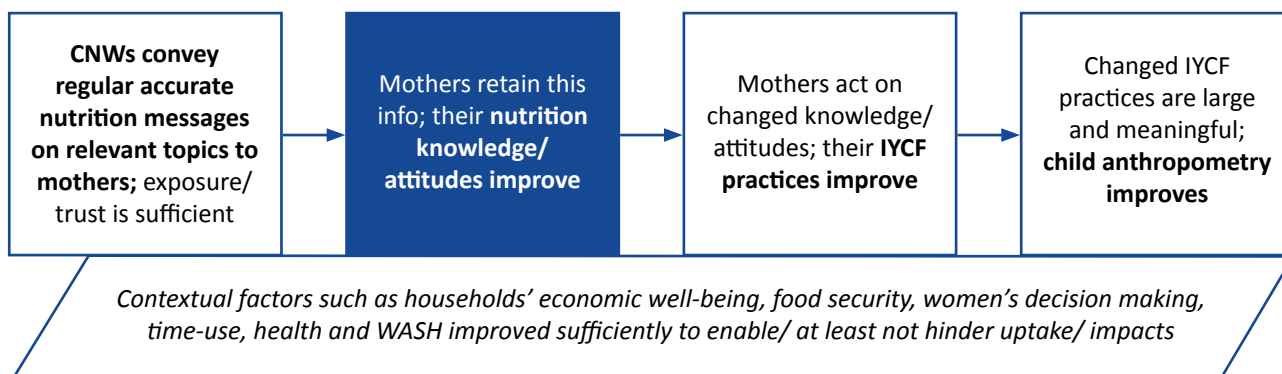 CNWs convey
regular accurate
nutrition messages
on relevant topics to
mothers; exposure/
trust is sufficient
Mothers retain this
info; their nutrition
knowledge/
attitudes improve
Mothers act on
changed knowledge/
attitudes; their IYCF
practices improve
Changed IYCF
practices are large
and meaningful;
child anthropometry
improves
Contextual factors such as households’ economic well-being, food security, women’s decision making,
time-use, health and WASH improved sufficiently to enable/ at least not hinder uptake/ impacts